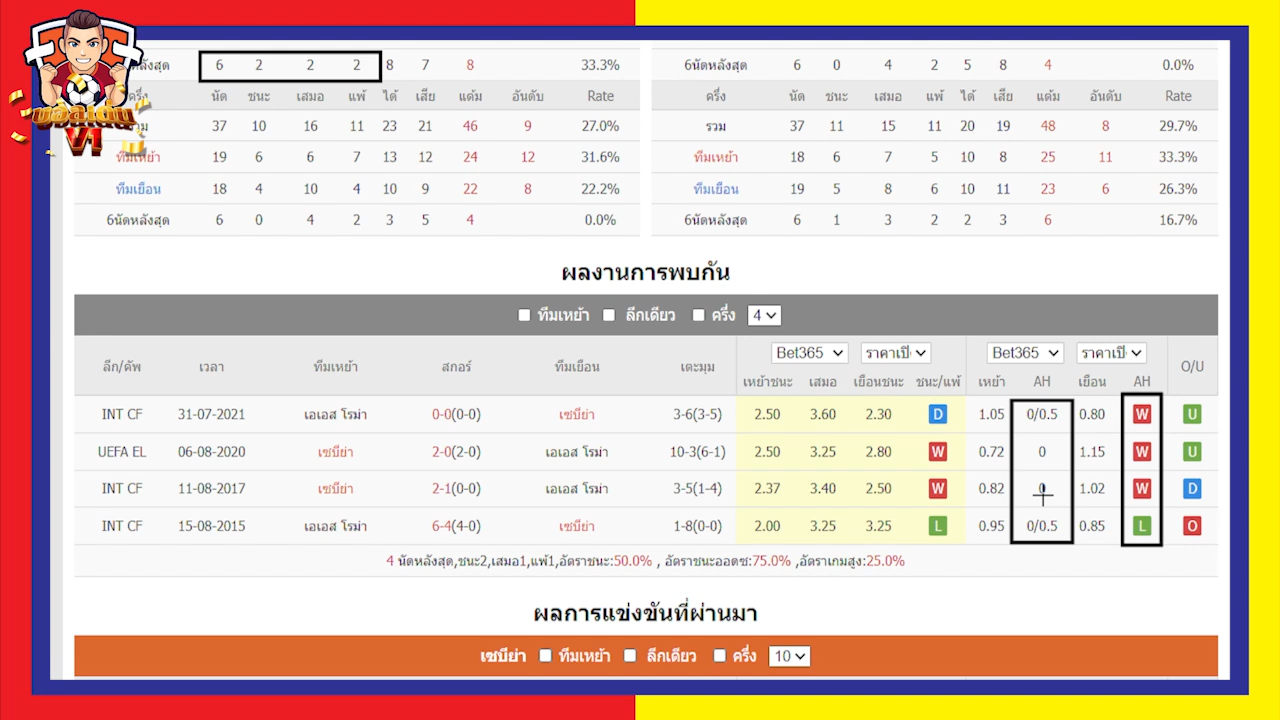 หลังสุด 6 2 2 2 8 7 8 33.3% 6นัดหลังสุด 6 0 4 2 5 8 4 0.0%
ครึ่ง นัด ชนะ เสมอ แพ้ ได้ เสีย แต้ม อันดับ Rate ครึ่ง นัด ชนะ เสมอ แพ้ ได้ เสีย แต้ม อันดับ Rate
37 10 16 11 23 21 46 9 27.0% รวม 37 11 15 11 20 19 48 8 29.7%
ทีมเหย้า 19 6 6 7 13 12 24 12 31.6% ทีมเหย้า 18 6 7 5 10 8 25 11 33.3%
ทีมเยือน 18 4 10 4 10 9 22 8 22.2% ทีมเยือน 19 5 8 6 10 11 23 6 26.3%
6นัดหลังสุด 6 0 4 2 3 5 4 0.0% 6นัดหลังสุด 6 1 3 2 2 3 6 16.7%
บอลเด่น
V1
ผลงานการพบกัน
ทีมเหย้า ลีกเดียว ครึ่ง 4
Bet365 ราคาเปิ Bet365 ราคาเปิ
ลีก/คัพ เวลา ทีมเหย้า สกอร์ ทีมเยือน เตะมุม เหย้าชนะ เสมอ เยือนชนะ ชนะ/แพ้ เหย้า AH เยือน AH O/U
INT CF 31-07-2021 เอเอส โรม่า 0-0(0-0) เซบีย่า 3-6(3-5) 2.50 3.60 2.30 D 1.05 0/0.5 0.80 W U
UEFA EL 06-08-2020 เซบีย่า 2-0(2-0) เอเอส โรม่า 10-3(6-1) 2.50 3.25 2.80 W 0.72 0 1.15 W U
INT CF 11-08-2017 เซบีย่า 2-1(0-0) เอเอส โรม่า 3-5(1-4) 2.37 3.40 2.50 W 0.82 0 1.02 W D
INT CF 15-08-2015 เอเอส โรม่า 6-4(4-0) เซบีย่า 1-8(0-0) 2.00 3.25 3.25 L 0.95 0/0.5 0.85 L O
4 นัดหลังสุด,ชนะ2,เสมอ1,แพ้1,อัตราชนะ:50.0% , อัตราชนะออดซ:75.0% ,อัตราเกมสูง:25.0%
ผลการแข่งขันที่ผ่านมา
เซบีย่า ทีมเหย้า ลีกเดียว ครึ่ง 10